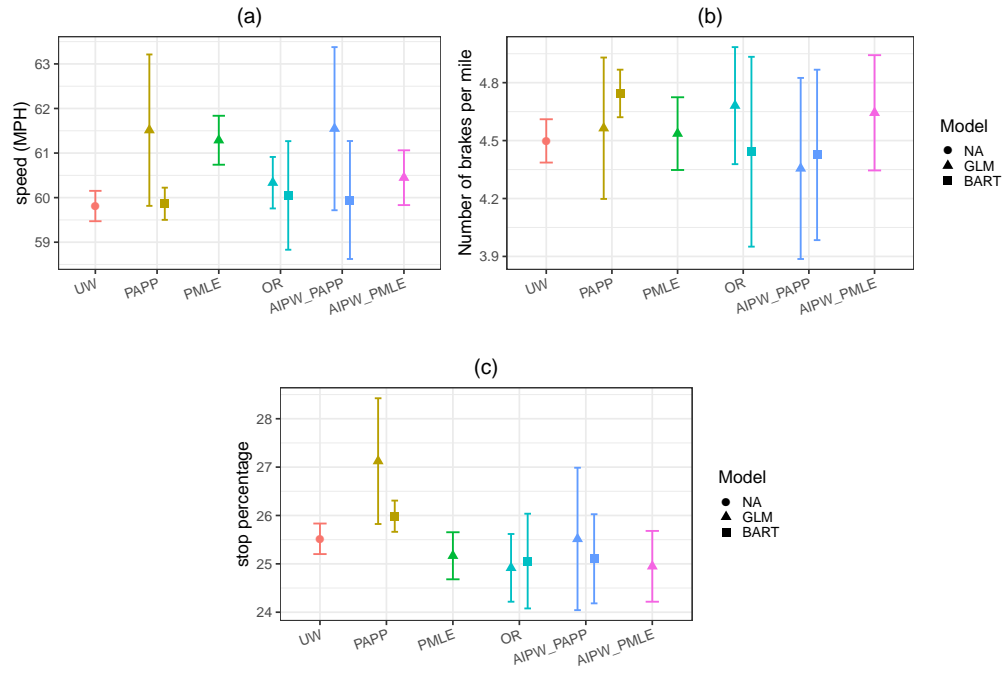 (a)
speed (MPH)
63
62
61
60
59
UW
PAPP
PMLE
OR
AIPW_PAPP
AIPW_PMLE
(b)
Number of brakes per mile
4.8
4.5
4.2
3.9
UW
PAPP
PMLE
OR
AIPW_PAPP
AIPW_PMLE
Model
NA
GLM
BART
(c)
stop percentage
28
27
26
25
24
UW
PAPP
PMLE
OR
AIPW_PAPP
AIPW_PMLE
Model
NA
GLM
BART